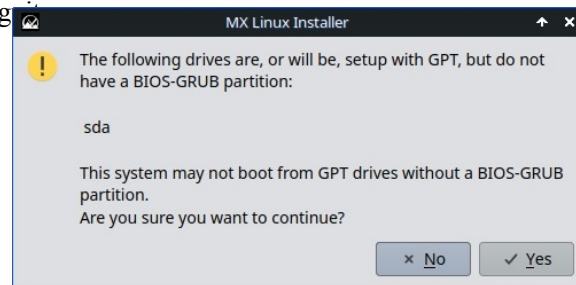 MX Linux Installer
The following drives are, or will be, setup with GPT, but do not
have a BIOS-GRUB partition:
sda
This system may not boot from GPT drives without a BIOS-GRUB
partition.
Are you sure you want to continue?
No
Yes